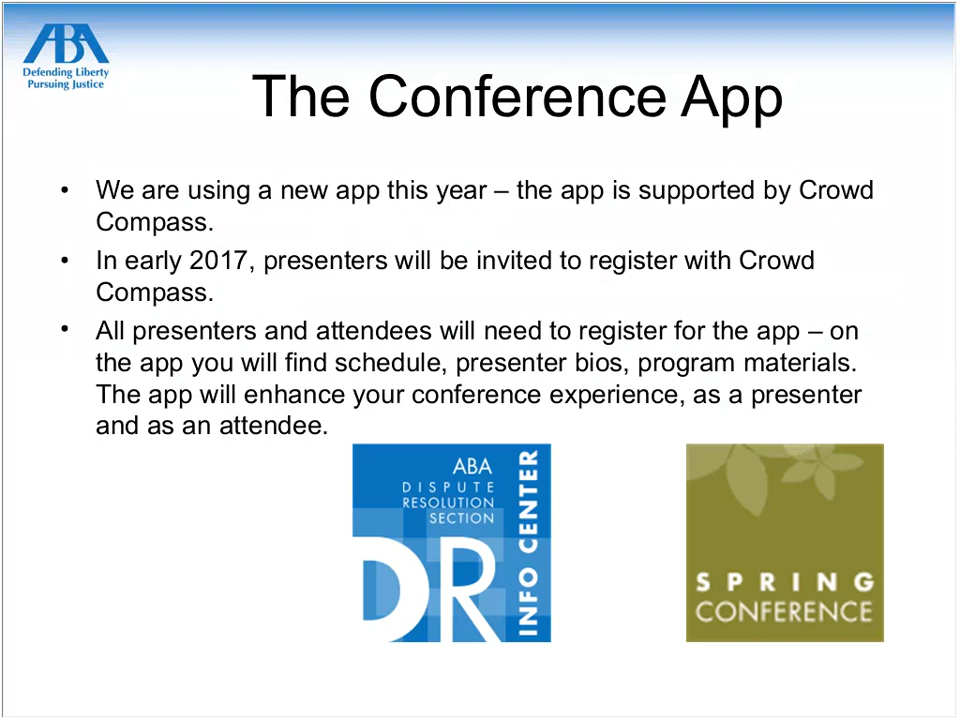 ABA
Defending Liberty
Pursuing Justice
The Conference App
• We are using a new app this year – the app is supported by Crowd
Compass.
• In early 2017, presenters will be invited to register with Crowd
Compass.
• All presenters and attendees will need to register for the app – on
the app you will find schedule, presenter bios, program materials.
The app will enhance your conference experience, as a presenter
and as an attendee.
ABA
DISPUTE
RESOLUTION
SECTION
DR
INFO CENTER
SPRING
CONFERENCE